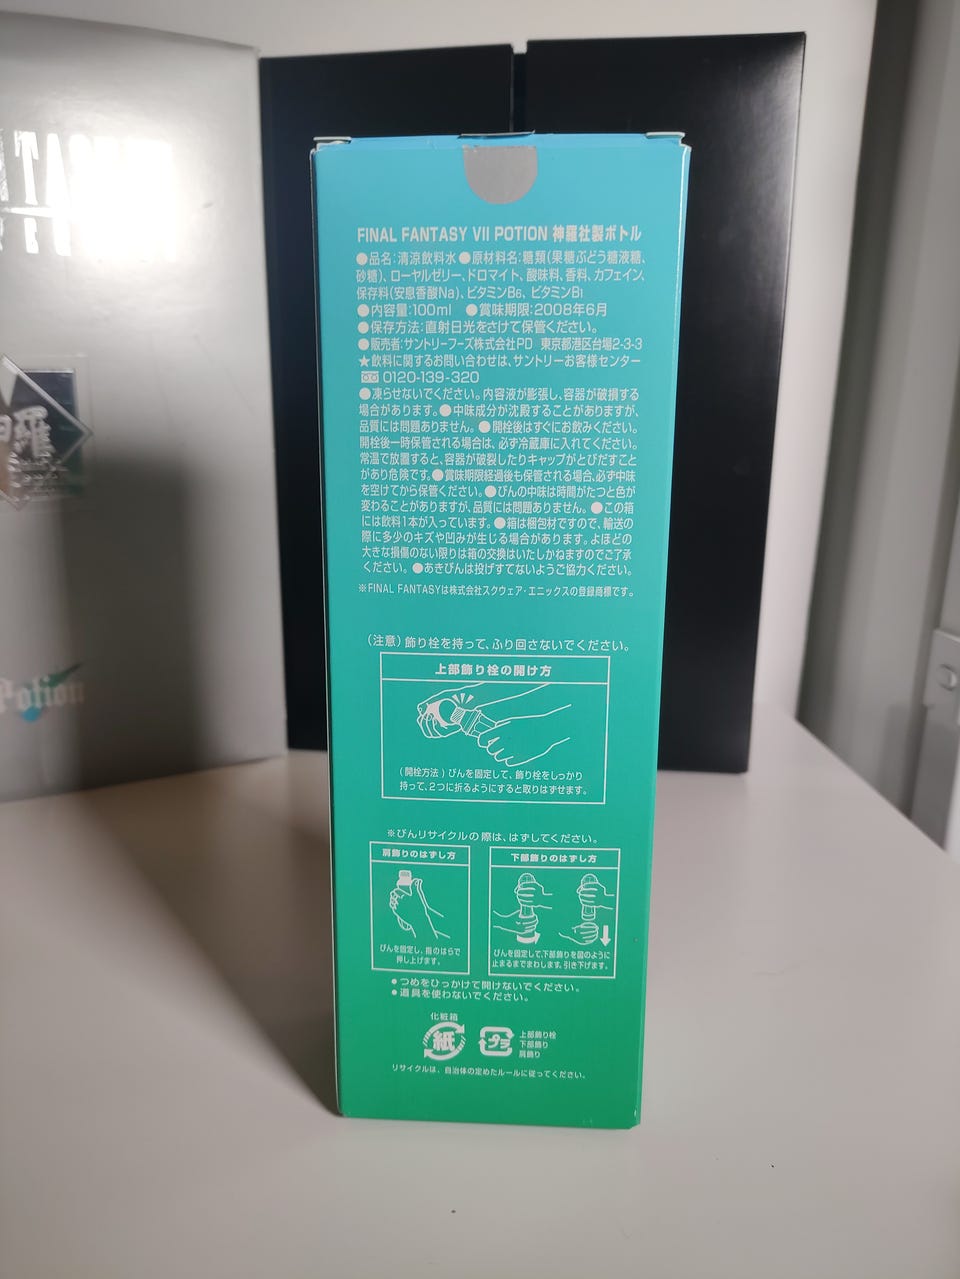 FINAL FANTASY VII POTION 神羅社製ボトル
●品名:清涼飲料水 ●原材料名:糖類(果糖ぶどう糖液糖、
砂糖)、ローヤルゼリー、ドロマイト、酸味料、香料、カフェイン、
保存料(安息香酸Na)、ビタミンB6、ビタミンB1
●内容量:100ml ●賞味期限:2008年6月
●保存方法:直射日光をさけて保管ください。
●販売者:サントリーフーズ株式会社PD 東京都港区台場2-3-3
★飲料に関するお問い合わせは、サントリーお客様センター
0120-139-320
●凍らせないでください。内容液が膨張し、容器が破損する
場合があります。●中味成分が沈殿することがありますが、
品質には問題ありません。●開栓後はすぐにお飲みください。
開栓後一時保管される場合は、必ず冷蔵庫に入れてください。
常温で放置すると、容器が破裂したりキャップがとびだすこと
があり危険です。●賞味期限経過後も保管される場合、必ず中味
を空けてから保管ください。●びんの中味は時間がたつと色が
変わることがありますが、品質には問題ありません。●この箱
には飲料1本が入っています。●箱は梱包材ですので、輸送の
際に多少のキズや凹みが生じる場合があります。よほどの
大きな損傷のない限りは箱の交換はいたしかねますのでご了承
ください。●あきびんは投げすてないようご協力ください。
※FINAL FANTASYは株式会社スクウェア・エニックスの登録商標です。
(注意)飾り栓を持って、ふり回さないでください。
上部飾り栓の開け方
(開栓方法)びんを固定して、飾り栓をしっかり
持って、2つに折るようにすると取りはずせます。
※びんリサイクルの際は、はずしてください。
肩飾りのはずし方
びんを固定し、指のはらで
押し上げます。
下部飾りのはずし方
びんを固定して、下部飾りを図のように
止まるまでまわします。引き下げます。
●つめをひっかけて開けないでください。
●道具を使わないでください。
化粧箱
紙
プラ
上部飾り栓
下部飾り
肩飾り
リサイクルは、自治体の定めたルールに従ってください。
羅
Potion